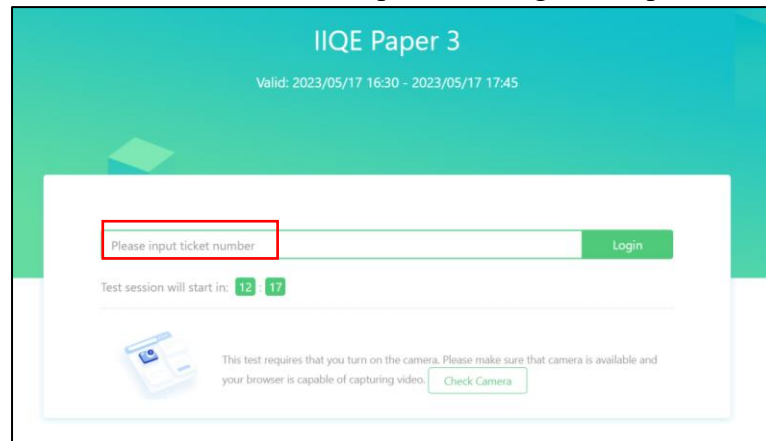 IIQE Paper 3
Valid: 2023/05/17 16:30 - 2023/05/17 17:45
Please input ticket number
Login
Test session will start in: 12 : 17
This test requires that you turn on the camera. Please make sure that camera is available and
your browser is capable of capturing video. Check Camera